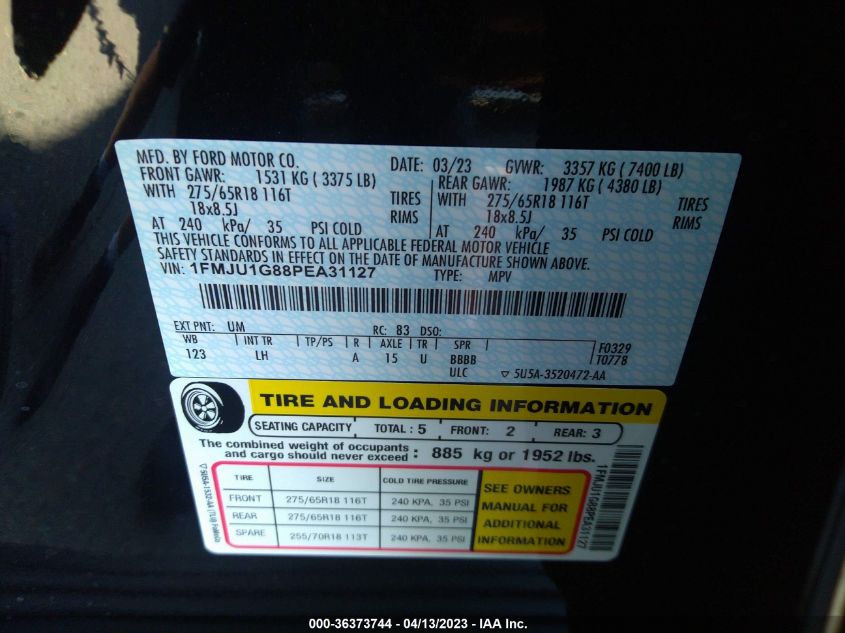 MFD. BY FORD MOTOR CO.
DATE: 03/23 GVWR: 3357 KG ( 7400 LB)
FRONT GAWR: 1531 KG ( 3375 LB) REAR GAWR: 1987 KG ( 4380 LB)
WITH 275/65R18 116T TIRES WITH 275/65R18 116T TIRES
18x8.5J RIMS 18x8.5J RIMS
AT 240 kPa/ 35 PSI COLD AT 240 kPa/ 35 PSI COLD
THIS VEHICLE CONFORMS TO ALL APPLICABLE FEDERAL MOTOR VEHICLE
SAFETY STANDARDS IN EFFECT ON THE DATE OF MANUFACTURE SHOWN ABOVE.
VIN: 1FMJU1G88PEA31127 TYPE: MPV
EXT PNT: UM RC: 83 DSO:
WB INT TR TP/PS R AXLE TR SPR F0329
123 LH A 15 U BBBB T0778
ULC ▽ 5U5A-3520472-AA
TIRE AND LOADING INFORMATION
SEATING CAPACITY TOTAL : 5 FRONT: 2 REAR: 3
The combined weight of occupants
and cargo should never exceed : 885 kg or 1952 lbs.
TIRE SIZE COLD TIRE PRESSURE
FRONT 275/65R18 116T 240 KPA, 35 PSI
REAR 275/65R18 116T 240 KPA, 35 PSI
SPARE 255/70R18 113T 240 KPA, 35 PSI
SEE OWNERS
MANUAL FOR
ADDITIONAL
INFORMATION
1FMJU1G88PEA31127
000-36373744 - 04/13/2023 - IAA Inc.